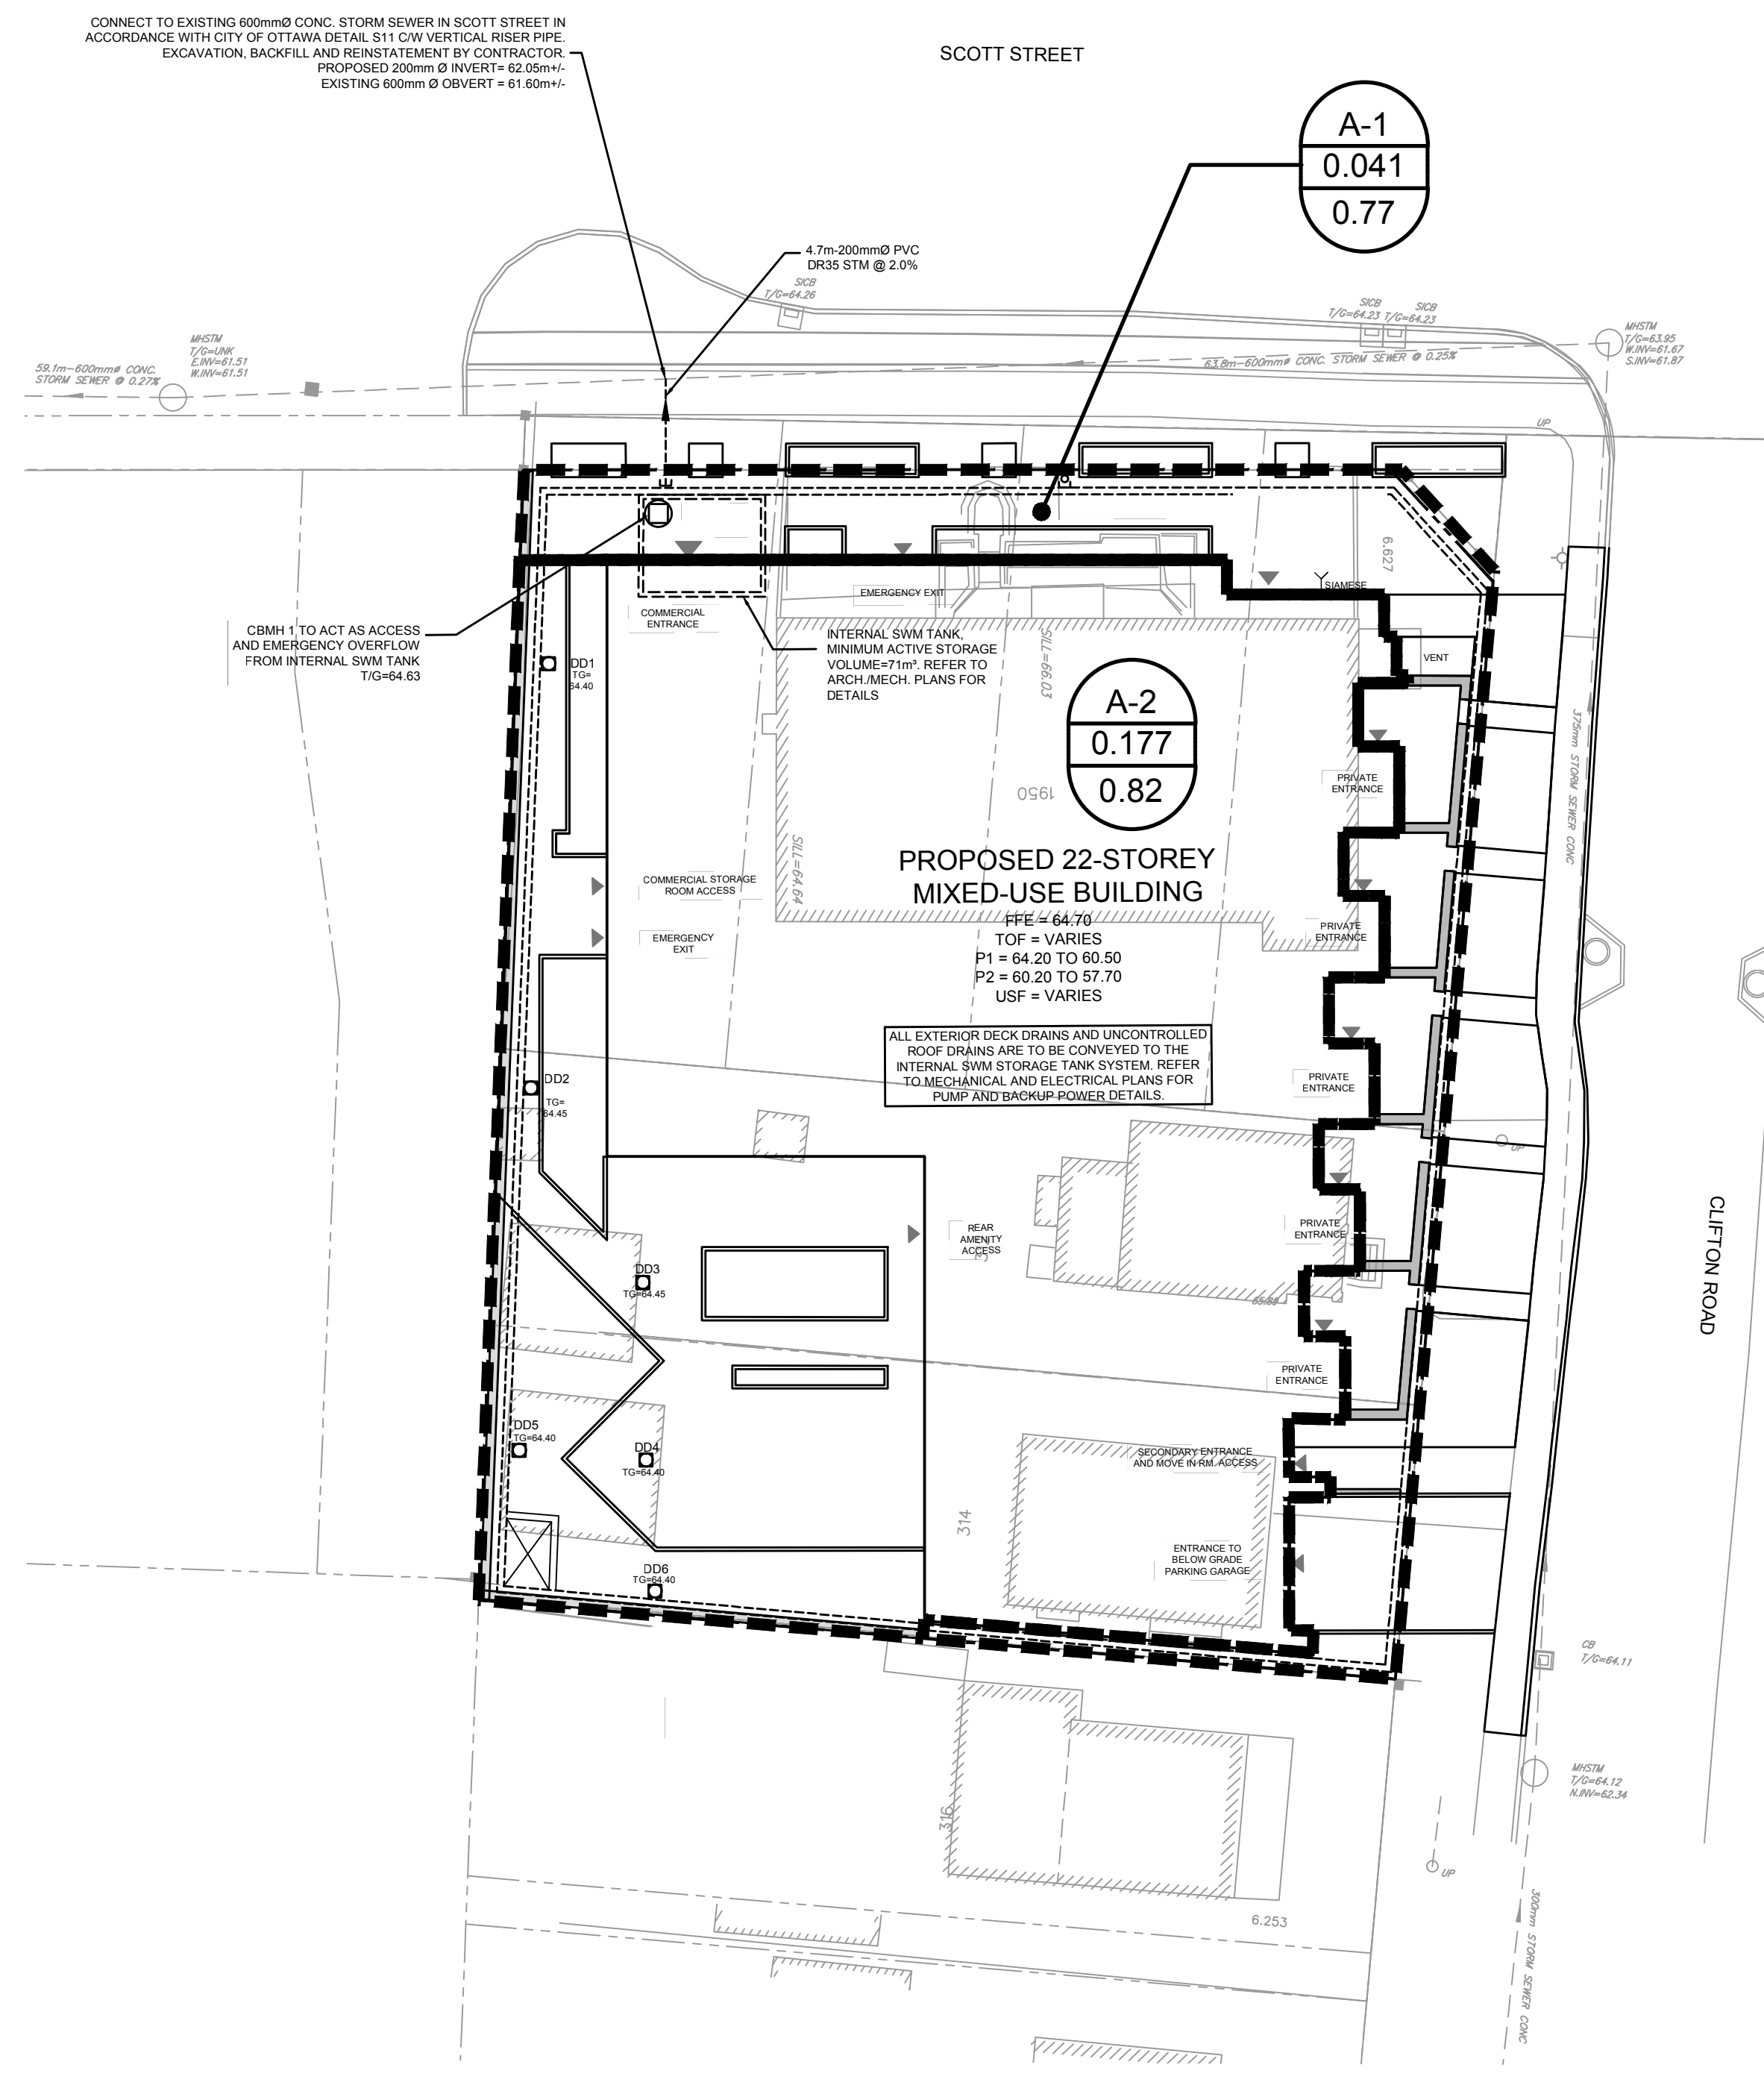 CONNECT TO EXISTING 600mmØ CONC. STORM SEWER IN SCOTT STREET IN
ACCORDANCE WITH CITY OF OTTAWA DETAIL S11 C/W VERTICAL RISER PIPE.
EXCAVATION, BACKFILL AND REINSTATEMENT BY CONTRACTOR.
PROPOSED 200mm Ø INVERT= 62.05m+/-
EXISTING 600mm Ø OBVERT = 61.60m+/-
SCOTT STREET
A-1
0.041
0.77
4.7m-200mmØ PVC
DR35 STM @ 2.0%
SICB
T/G=64.26
SICB
T/G=64.23
SICB
T/G=64.23
MHSTM
T/G=63.95
W.INV=61.67
S.INV=61.87
MHSTM
T/G=UNK
E.INV=61.51
W.INV=61.51
59.1m-600mmø CONC.
STORM SEWER @ 0.27%
63.8m-600mmø CONC. STORM SEWER @ 0.25%
UP
6.627
SIAMESE
EMERGENCY EXIT
COMMERCIAL
ENTRANCE
CBMH 1 TO ACT AS ACCESS
AND EMERGENCY OVERFLOW
FROM INTERNAL SWM TANK
T/G=64.63
DD1
TG=
64.40
INTERNAL SWM TANK,
MINIMUM ACTIVE STORAGE
VOLUME=71m³. REFER TO
ARCH./MECH. PLANS FOR
DETAILS
SILL=66.03
VENT
A-2
0.177
0.82
375mm STORM SEWER CONC
1950
PRIVATE
ENTRANCE
SILL=64.64
PROPOSED 22-STOREY
MIXED-USE BUILDING
FFE = 64.70
TOF = VARIES
P1 = 64.20 TO 60.50
P2 = 60.20 TO 57.70
USF = VARIES
COMMERCIAL STORAGE
ROOM ACCESS
EMERGENCY
EXIT
PRIVATE
ENTRANCE
ALL EXTERIOR DECK DRAINS AND UNCONTROLLED
ROOF DRAINS ARE TO BE CONVEYED TO THE
INTERNAL SWM STORAGE TANK SYSTEM. REFER
TO MECHANICAL AND ELECTRICAL PLANS FOR
PUMP AND BACKUP POWER DETAILS.
DD2
TG=
64.45
PRIVATE
ENTRANCE
UP
REAR
AMENITY
ACCESS
PRIVATE
ENTRANCE
CLIFTON ROAD
DD3
TG=64.45
65.89
PRIVATE
ENTRANCE
DD5
TG=64.40
DD4
TG=64.40
SECONDARY ENTRANCE
AND MOVE IN RM. ACCESS
314
ENTRANCE TO
BELOW GRADE
PARKING GARAGE
DD6
TG=64.40
CB
T/G=64.11
MHSTM
T/G=64.12
N.INV=62.34
316
UP
6.253
300mm STORM SEWER CONC